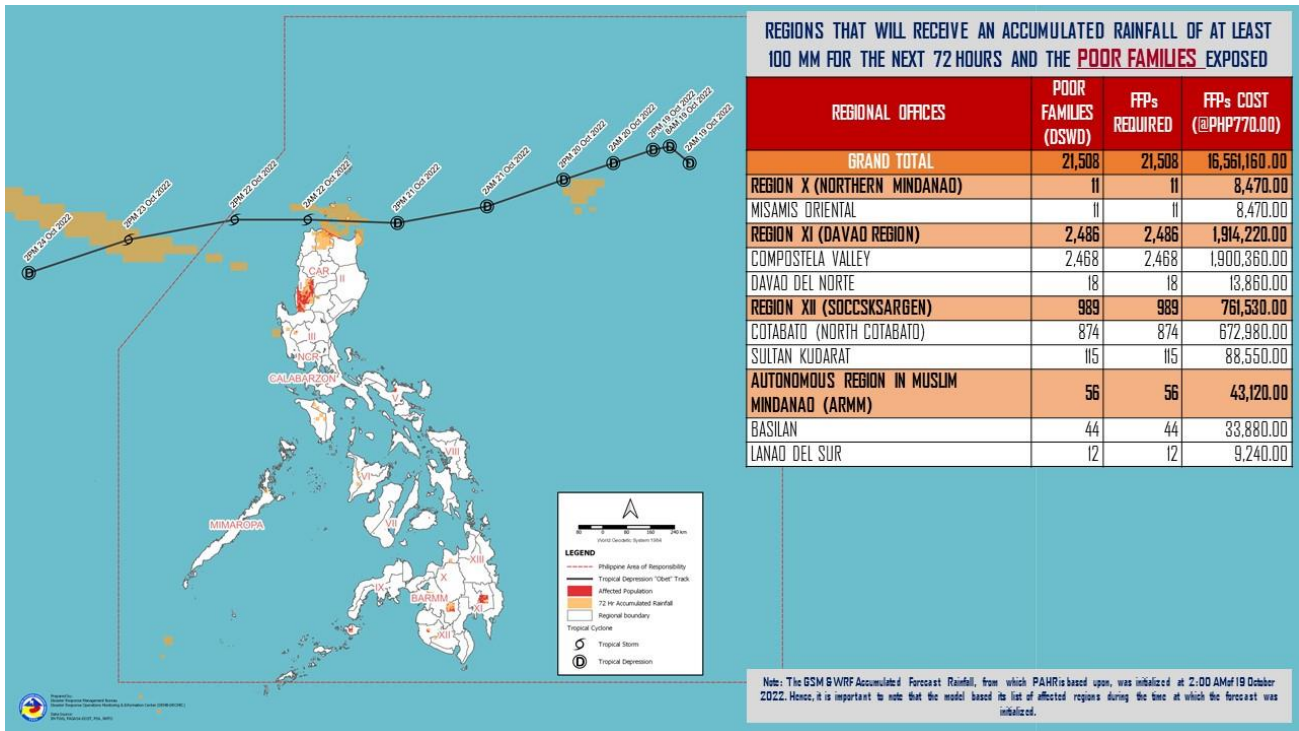 REGIONS THAT WILL RECEIVE AN ACCUMULATED RAINFALL OF AT LEAST
100 MM FOR THE NEXT 72 HOURS AND THE POOR FAMILIES EXPOSED
REGIONAL OFFICES POOR FAMILIES (DSWD) FFPs REQUIRED FFPs COST (@PHP770.00)
GRAND TOTAL 21,508 21,508 16,561,160.00
REGION X (NORTHERN MINDANAO) 11 11 8,470.00
MISAMIS ORIENTAL 11 11 8,470.00
REGION XI (DAVAO REGION) 2,486 2,486 1,914,220.00
COMPOSTELA VALLEY 2,468 2,468 1,900,360.00
DAVAO DEL NORTE 18 18 13,860.00
REGION XII (SOCCSKSARGEN) 989 989 761,530.00
COTABATO (NORTH COTABATO) 874 874 672,980.00
SULTAN KUDARAT 115 115 88,550.00
AUTONOMOUS REGION IN MUSLIM
MINDANAO (ARMM) 56 56 43,120.00
BASILAN 44 44 33,880.00
LANAO DEL SUR 12 12 9,240.00
2PM 24 Oct 2022
2PM 23 Oct 2022
2PM 22 Oct 2022
2AM 22 Oct 2022
2PM 21 Oct 2022
2AM 21 Oct 2022
2PM 20 Oct 2022
2AM 20 Oct 2022
2PM 19 Oct 2022
8AM 19 Oct 2022
2AM 19 Oct 2022
D
D
D
D
D
D
D
D
CAR
II
III
NCR
CALABARZON
V
VIII
VI
VII
MIMAROPA
XIII
X
IX
BARMM
XI
XII
80 0 80 160 240 km
World Geodetic System 1984
LEGEND
Philippine Area of Responsibility
Tropical Depression "Obet" Track
Affected Population
72 Hr Accumulated Rainfall
Regional boundary
Tropical Cyclone
Tropical Storm
D Tropical Depression
Note: The GSM & WRF Accumulated Forecast Rainfall, from which PAHR is based upon, was initialized at 2:00 AM of 19 October
2022. Hence, it is important to note that the model based its list of affected regions during the time at which the forecast was
initialized.
Prepared by:
Disaster Response Management Bureau